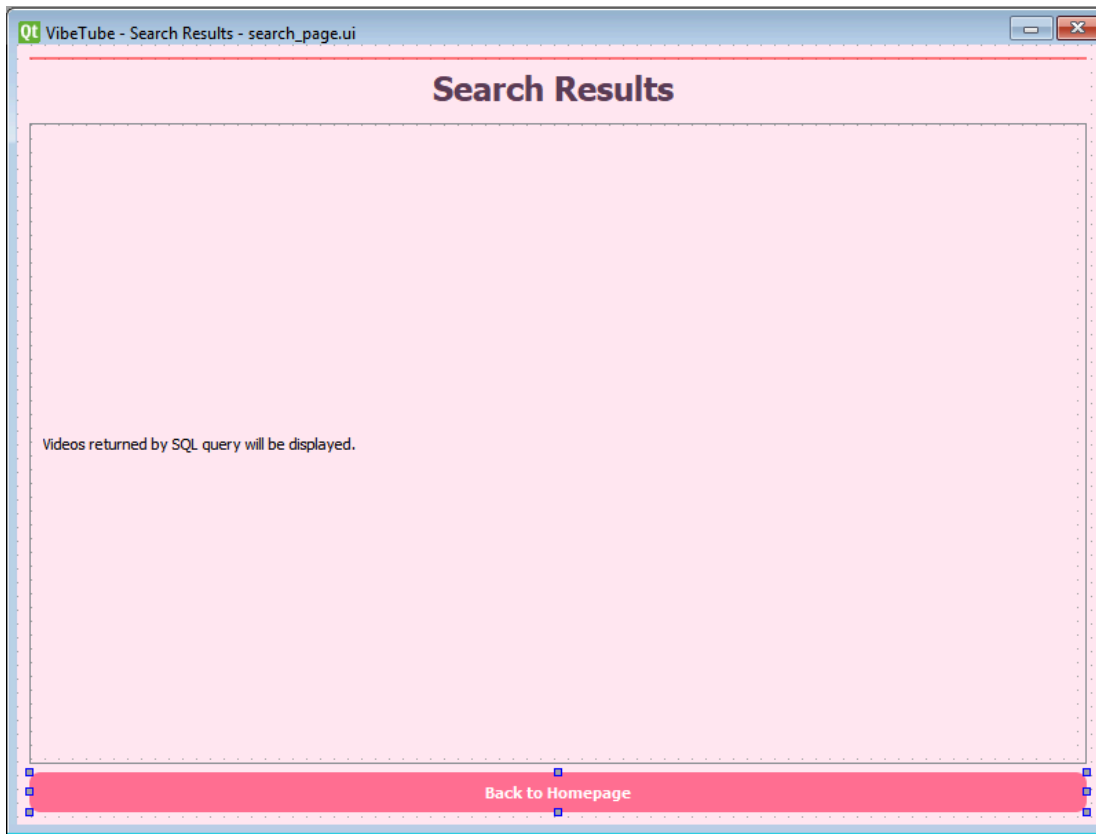 Qt VibeTube - Search Results - search_page.ui
Search Results
Videos returned by SQL query will be displayed.
Back to Homepage